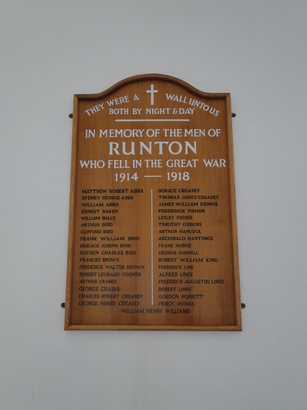 THEY WERE A WALL UNTO US
BOTH BY NIGHT & DAY
IN MEMORY OF THE MEN OF
RUNTON
WHO FELL IN THE GREAT WAR
1914 — 1918
MATTHEW ROBERT ABBS
SYDNEY GEORGE ABBS
WILLIAM ABBS
ERNEST BAKER
WILLIAM BALLS
ARTHUR BIRD
CLIFFORD BIRD
FRANK WILLIAM BIRD
HORACE JOSEPH BIRD
ROYDEN CHARLES BIRD
FRANCES BROWN
FREDERICK WALTER BROWN
ROBERT LEONARD COOPER
ARTHUR CRASKE
GEORGE CRASKE
CHARLES ROBERT CREASEY
GEORGE HENRY CREASEY
HORACE CREASEY
THOMAS JAMES CREASEY
JAMES WILLIAM DENNIS
FREDERICK FISHER
LESLEY FISHER
TIMOTHY GIBBONS
ARTHUR HANCOCK
ARCHIBALD HASTINGS
FRANK HORNE
GEORGE
ROBERT WILLIAM KING
FREDERICK LINES
ALFRED LINES
FREDERICK AUGUSTUS LINES
ROBERT LINES
GORDON
PERCY
WILLIAM HENRY WILLIAMS